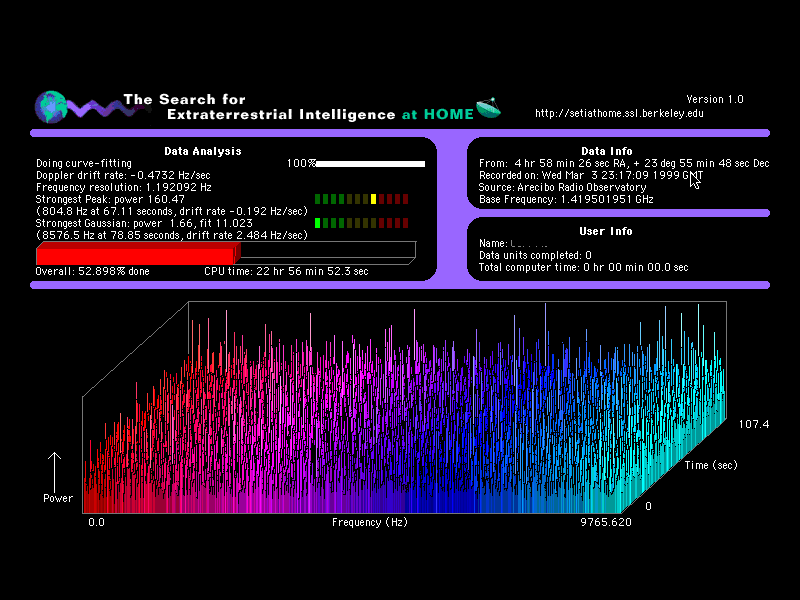 The Search for
Extraterrestrial Intelligence at HOME
Version 1.0
http://setiathome.ssl.berkeley.edu
Data Analysis
Doing curve-fitting 100%
Doppler drift rate: -0.4732 Hz/sec
Frequency resolution: 1.192092 Hz
Strongest Peak: power 160.47
(804.8 Hz at 67.11 seconds, drift rate -0.192 Hz/sec)
Strongest Gaussian: power 1.66, fit 11.023
(8576.5 Hz at 78.85 seconds, drift rate 2.484 Hz/sec)
Overall: 52.898% done CPU time: 22 hr 56 min 52.3 sec
Data Info
From: 4 hr 58 min 26 sec RA, + 23 deg 55 min 48 sec Dec
Recorded on: Wed Mar 3 23:17:09 1999 GMT
Source: Arecibo Radio Observatory
Base Frequency: 1.419501951 GHz
User Info
Name:
Data units completed: 0
Total computer time: 0 hr 00 min 00.0 sec
107.4
Time (sec)
Power
0
0.0 Frequency (Hz) 9765.620